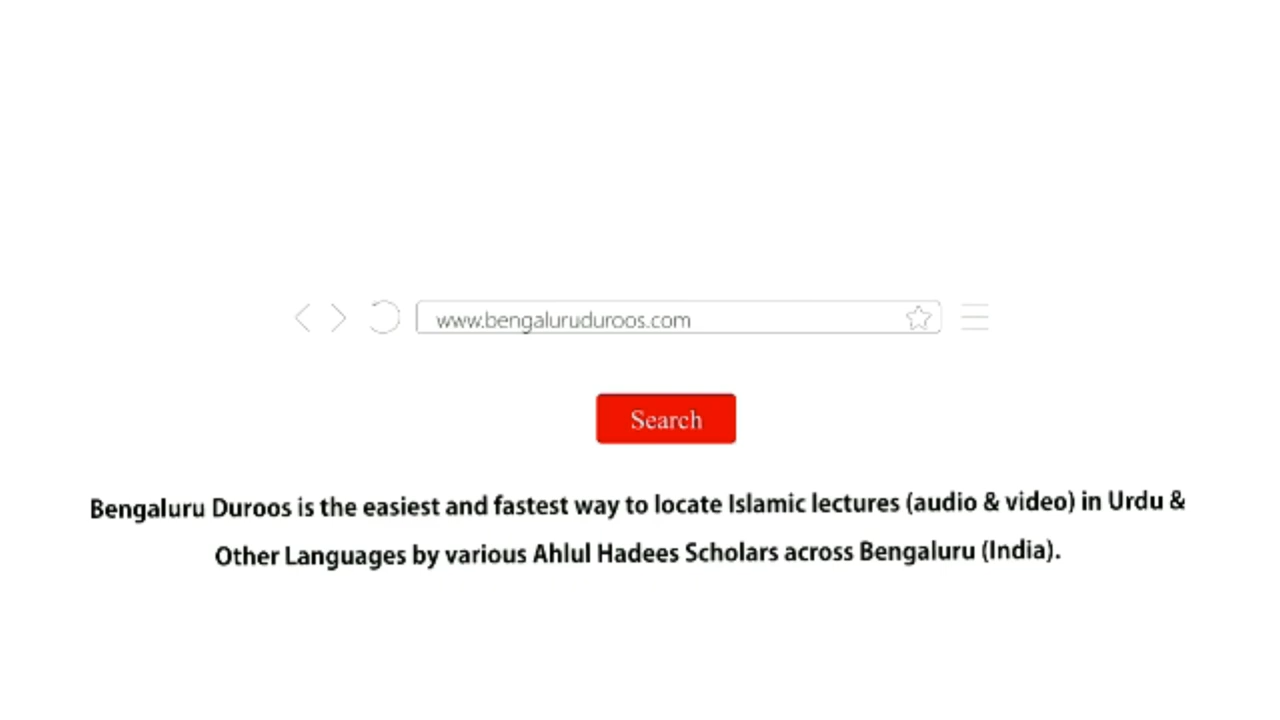 www.bengaluruduroos.com
Search
Bengaluru Duroos is the easiest and fastest way to locate Islamic lectures (audio & video) in Urdu &
Other Languages by various Ahlul Hadees Scholars across Bengaluru (India).